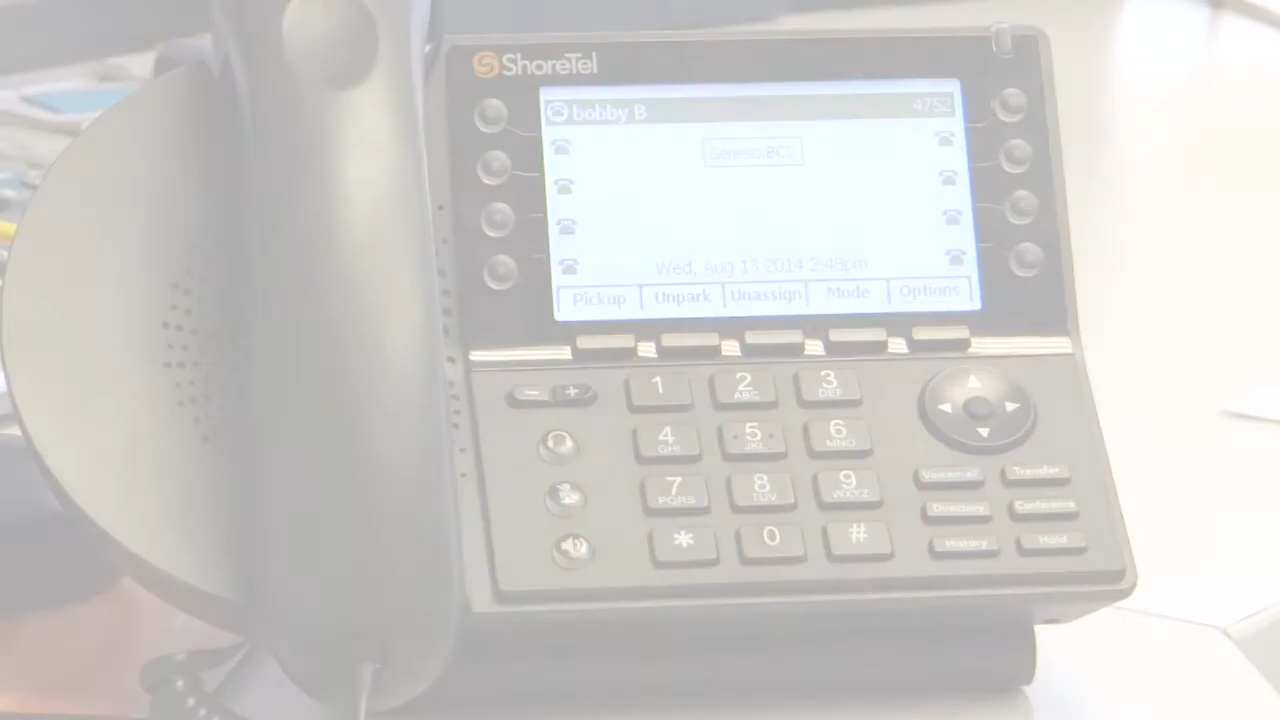 ShoreTel
bobby B 4752
Genesis BCS
Wed, Aug 13 2014 2:48pm
Pickup Unpark Unassign Mode Options
− +
1 2 ABC 3 DEF
4 GHI 5 JKL 6 MNO
7 PQRS 8 TUV 9 WXYZ
* 0 #
Voicemail Transfer
Directory Conference
History Hold